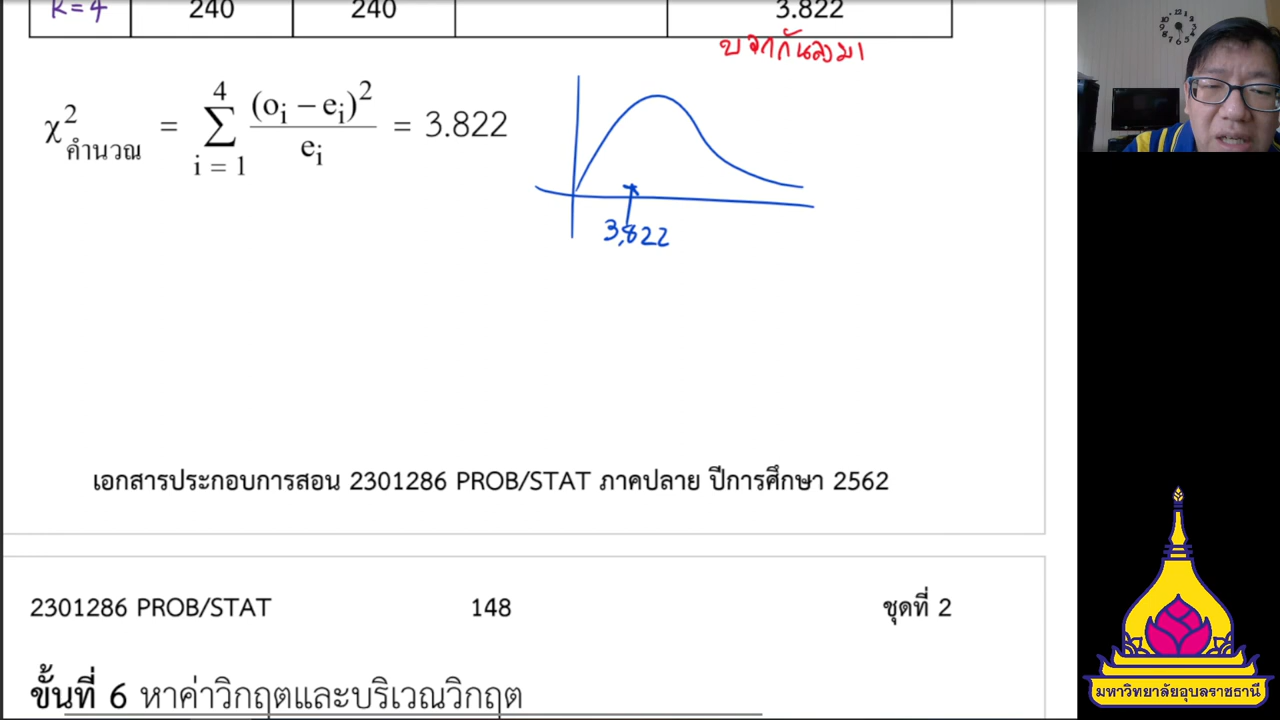 K=4 240 240 3.822
บวกกันลงมา
χ²คำนวณ = 4 Σ i = 1 (oᵢ − eᵢ)² / eᵢ = 3.822
3.822
เอกสารประกอบการสอน 2301286 PROB/STAT ภาคปลาย ปีการศึกษา 2562
2301286 PROB/STAT 148 ชุดที่ 2
ขั้นที่ 6 หาค่าวิกฤตและบริเวณวิกฤต
มหาวิทยาลัยอุบลราชธานี